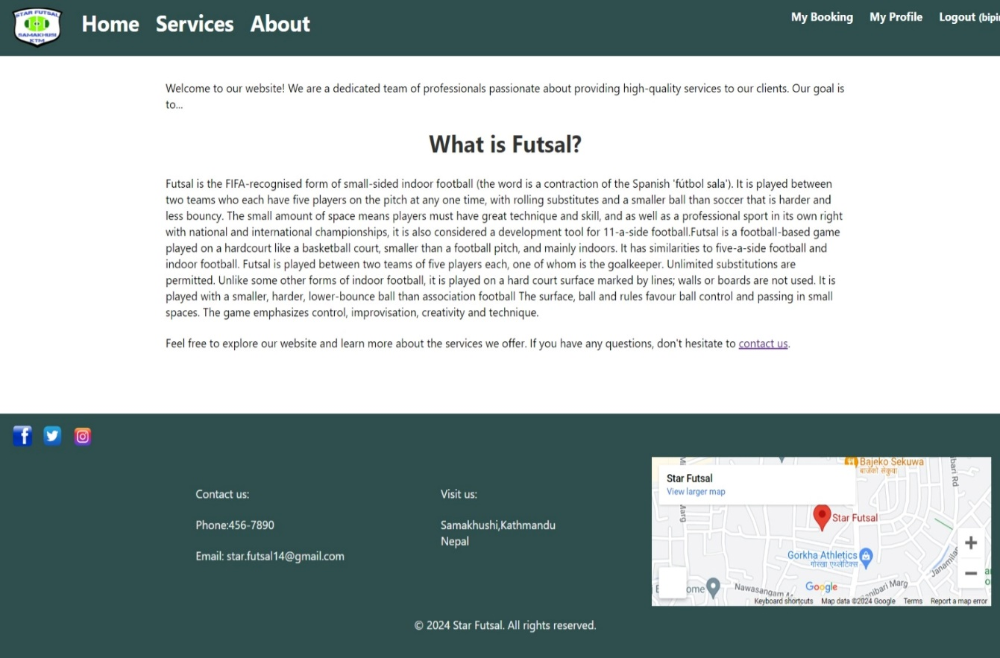 STAR FUTSAL
SAMAKHUSI
KTM
Home Services About
My Booking My Profile Logout (bipin
Welcome to our website! We are a dedicated team of professionals passionate about providing high-quality services to our clients. Our goal is
to...
What is Futsal?
Futsal is the FIFA-recognised form of small-sided indoor football (the word is a contraction of the Spanish 'fútbol sala'). It is played between
two teams who each have five players on the pitch at any one time, with rolling substitutes and a smaller ball than soccer that is harder and
less bouncy. The small amount of space means players must have great technique and skill, and as well as a professional sport in its own right
with national and international championships, it is also considered a development tool for 11-a-side football.Futsal is a football-based game
played on a hardcourt like a basketball court, smaller than a football pitch, and mainly indoors. It has similarities to five-a-side football and
indoor football. Futsal is played between two teams of five players each, one of whom is the goalkeeper. Unlimited substitutions are
permitted. Unlike some other forms of indoor football, it is played on a hard court surface marked by lines; walls or boards are not used. It is
played with a smaller, harder, lower-bounce ball than association football The surface, ball and rules favour ball control and passing in small
spaces. The game emphasizes control, improvisation, creativity and technique.
Feel free to explore our website and learn more about the services we offer. If you have any questions, don't hesitate to contact us.
Contact us:
Phone:456-7890
Email: star.futsal14@gmail.com
Visit us:
Samakhushi,Kathmandu
Nepal
Star Futsal
View larger map
Bajeko Sekuwa
बाजेको सेकुवा
bari Rd
Marg
Star Futsal
Gorkha Athletics
गोरखा एथ्लेटिक्स
Janamilan
ome
Nawasangam
Google
anibari Marg
Keyboard shortcuts Map data ©2024 Google Terms Report a map error
© 2024 Star Futsal. All rights reserved.